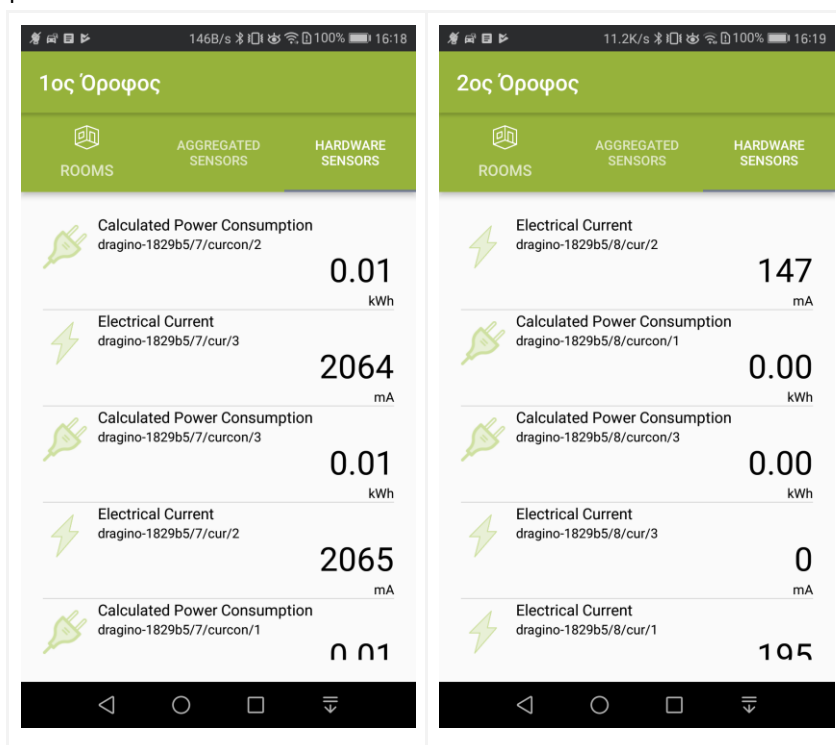 146B/s 100% 16:18
1ος Όροφος
ROOMS
AGGREGATED
SENSORS
HARDWARE
SENSORS
Calculated Power Consumption
dragino-1829b5/7/curcon/2
0.01
kWh
Electrical Current
dragino-1829b5/7/cur/3
2064
mA
Calculated Power Consumption
dragino-1829b5/7/curcon/3
0.01
kWh
Electrical Current
dragino-1829b5/7/cur/2
2065
mA
Calculated Power Consumption
dragino-1829b5/7/curcon/1
0.01
11.2K/s 100% 16:19
2ος Όροφος
ROOMS
AGGREGATED
SENSORS
HARDWARE
SENSORS
Electrical Current
dragino-1829b5/8/cur/2
147
mA
Calculated Power Consumption
dragino-1829b5/8/curcon/1
0.00
kWh
Calculated Power Consumption
dragino-1829b5/8/curcon/3
0.00
kWh
Electrical Current
dragino-1829b5/8/cur/3
0
mA
Electrical Current
dragino-1829b5/8/cur/1
195